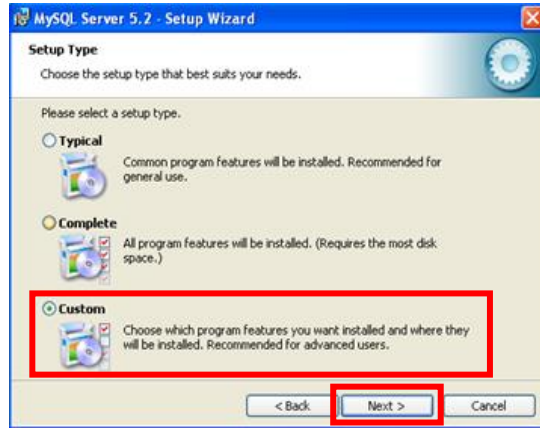 MySQL Server 5.2 - Setup Wizard
Setup Type
Choose the setup type that best suits your needs.
Please select a setup type.
Typical
Common program features will be installed. Recommended for
general use.
Complete
All program features will be installed. (Requires the most disk
space.)
Custom
Choose which program features you want installed and where they
will be installed. Recommended for advanced users.
< Back
Next >
Cancel